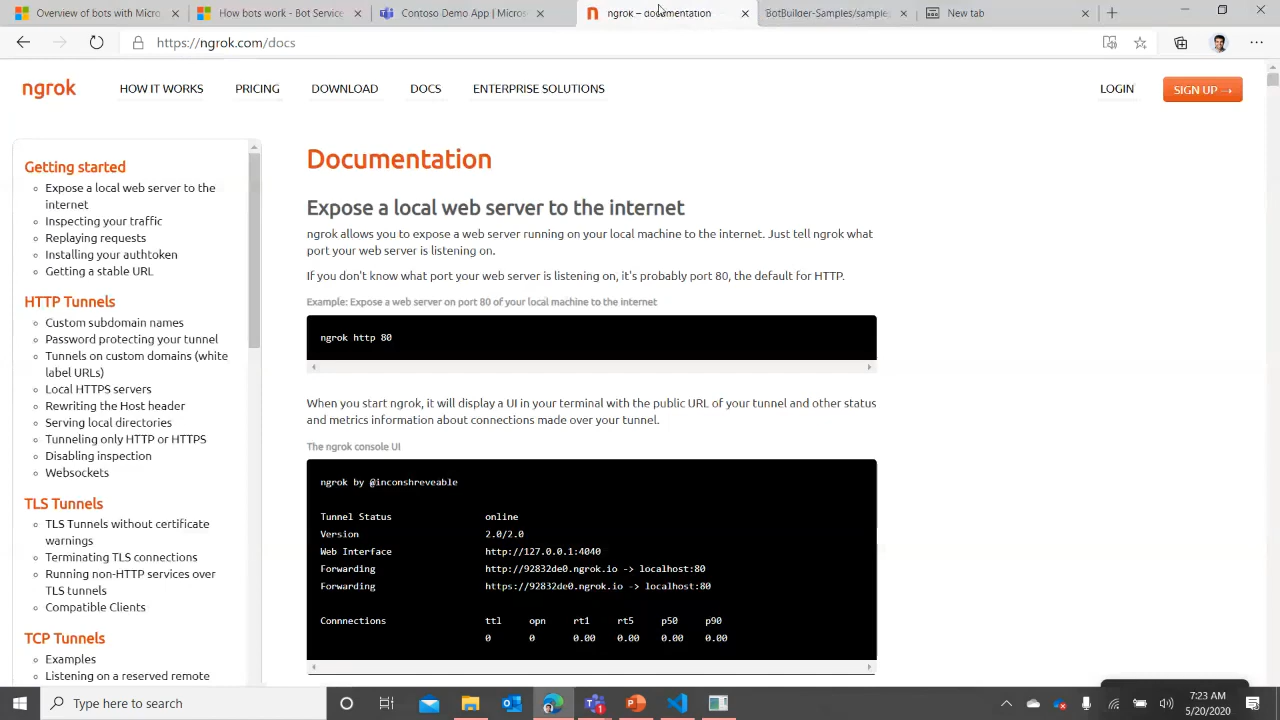 Overview of bots with Micro
How bots work - Bot Service
Contoso Demo App | Micros
ngrok – documentation
BotBuilder-Samples/samples
New tab
https://ngrok.com/docs
ngrok
HOW IT WORKS
PRICING
DOWNLOAD
DOCS
ENTERPRISE SOLUTIONS
LOGIN
SIGN UP →
Getting started
Expose a local web server to the
internet
Inspecting your traffic
Replaying requests
Installing your authtoken
Getting a stable URL
HTTP Tunnels
Custom subdomain names
Password protecting your tunnel
Tunnels on custom domains (white
label URLs)
Local HTTPS servers
Rewriting the Host header
Serving local directories
Tunneling only HTTP or HTTPS
Disabling inspection
Websockets
TLS Tunnels
TLS Tunnels without certificate
warnings
Terminating TLS connections
Running non-HTTP services over
TLS tunnels
Compatible Clients
TCP Tunnels
Examples
Listening on a reserved remote
Documentation
Expose a local web server to the internet
ngrok allows you to expose a web server running on your local machine to the internet. Just tell ngrok what
port your web server is listening on.
If you don't know what port your web server is listening on, it's probably port 80, the default for HTTP.
Example: Expose a web server on port 80 of your local machine to the internet
ngrok http 80
When you start ngrok, it will display a UI in your terminal with the public URL of your tunnel and other status
and metrics information about connections made over your tunnel.
The ngrok console UI
ngrok by @inconshreveable
Tunnel Status online
Version 2.0/2.0
Web Interface http://127.0.0.1:4040
Forwarding http://92832de0.ngrok.io -> localhost:80
Forwarding https://92832de0.ngrok.io -> localhost:80
Connnections ttl opn rt1 rt5 p50 p90
0 0 0.00 0.00 0.00 0.00
Type here to search
1
7:23 AM
5/20/2020